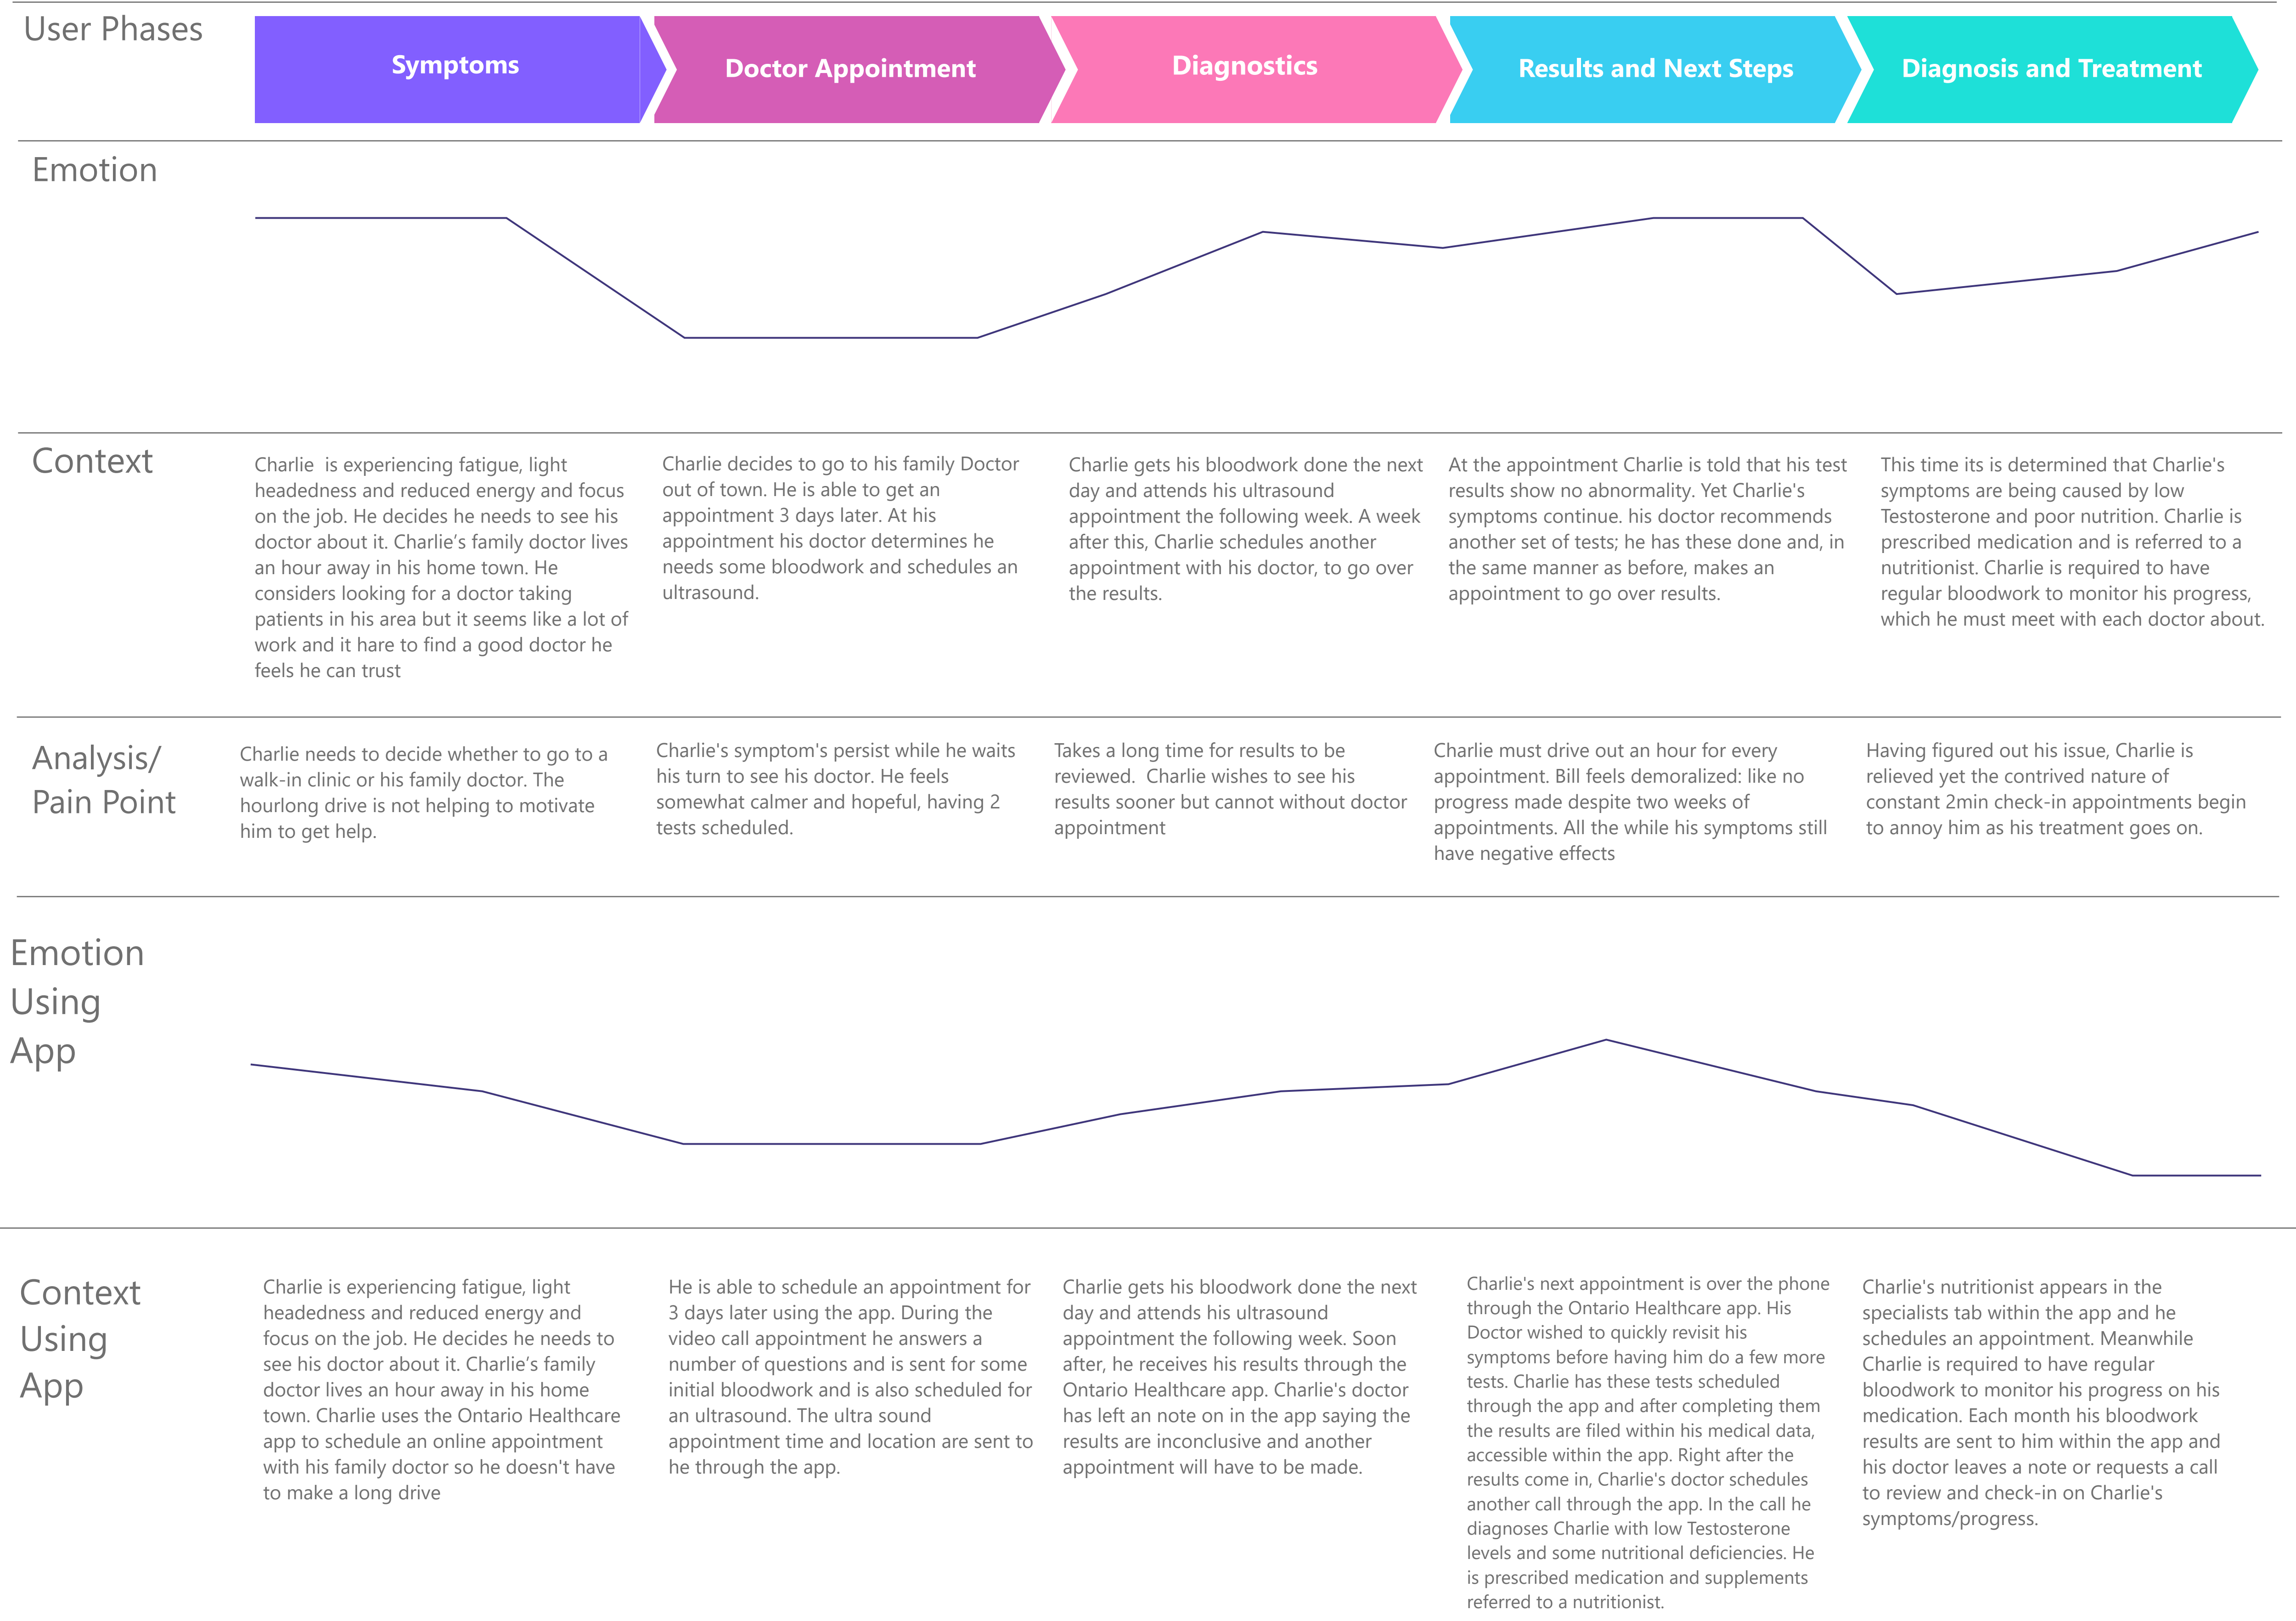 User Phases
Symptoms
Doctor Appointment
Diagnostics
Results and Next Steps
Diagnosis and Treatment
Emotion
Context
Charlie  is experiencing fatigue, light
headedness and reduced energy and focus
on the job. He decides he needs to see his
doctor about it. Charlie’s family doctor lives
an hour away in his home town. He
considers looking for a doctor taking
patients in his area but it seems like a lot of
work and it hare to find a good doctor he
feels he can trust
Charlie decides to go to his family Doctor
out of town. He is able to get an
appointment 3 days later. At his
appointment his doctor determines he
needs some bloodwork and schedules an
ultrasound.
Charlie gets his bloodwork done the next
day and attends his ultrasound
appointment the following week. A week
after this, Charlie schedules another
appointment with his doctor, to go over
the results.
At the appointment Charlie is told that his test
results show no abnormality. Yet Charlie's
symptoms continue. his doctor recommends
another set of tests; he has these done and, in
the same manner as before, makes an
appointment to go over results.
This time its is determined that Charlie's
symptoms are being caused by low
Testosterone and poor nutrition. Charlie is
prescribed medication and is referred to a
nutritionist. Charlie is required to have
regular bloodwork to monitor his progress,
which he must meet with each doctor about.
Analysis/
Pain Point
Charlie needs to decide whether to go to a
walk-in clinic or his family doctor. The
hourlong drive is not helping to motivate
him to get help.
Charlie's symptom's persist while he waits
his turn to see his doctor. He feels
somewhat calmer and hopeful, having 2
tests scheduled.
Takes a long time for results to be
reviewed.  Charlie wishes to see his
results sooner but cannot without doctor
appointment
Charlie must drive out an hour for every
appointment. Bill feels demoralized: like no
progress made despite two weeks of
appointments. All the while his symptoms still
have negative effects
Having figured out his issue, Charlie is
relieved yet the contrived nature of
constant 2min check-in appointments begin
to annoy him as his treatment goes on.
Emotion
Using
App
Context
Using
App
Charlie is experiencing fatigue, light
headedness and reduced energy and
focus on the job. He decides he needs to
see his doctor about it. Charlie’s family
doctor lives an hour away in his home
town. Charlie uses the Ontario Healthcare
app to schedule an online appointment
with his family doctor so he doesn't have
to make a long drive
He is able to schedule an appointment for
3 days later using the app. During the
video call appointment he answers a
number of questions and is sent for some
initial bloodwork and is also scheduled for
an ultrasound. The ultra sound
appointment time and location are sent to
he through the app.
Charlie gets his bloodwork done the next
day and attends his ultrasound
appointment the following week. Soon
after, he receives his results through the
Ontario Healthcare app. Charlie's doctor
has left an note on in the app saying the
results are inconclusive and another
appointment will have to be made.
Charlie's next appointment is over the phone
through the Ontario Healthcare app. His
Doctor wished to quickly revisit his
symptoms before having him do a few more
tests. Charlie has these tests scheduled
through the app and after completing them
the results are filed within his medical data,
accessible within the app. Right after the
results come in, Charlie's doctor schedules
another call through the app. In the call he
diagnoses Charlie with low Testosterone
levels and some nutritional deficiencies. He
is prescribed medication and supplements
referred to a nutritionist.
Charlie's nutritionist appears in the
specialists tab within the app and he
schedules an appointment. Meanwhile
Charlie is required to have regular
bloodwork to monitor his progress on his
medication. Each month his bloodwork
results are sent to him within the app and
his doctor leaves a note or requests a call
to review and check-in on Charlie's
symptoms/progress.